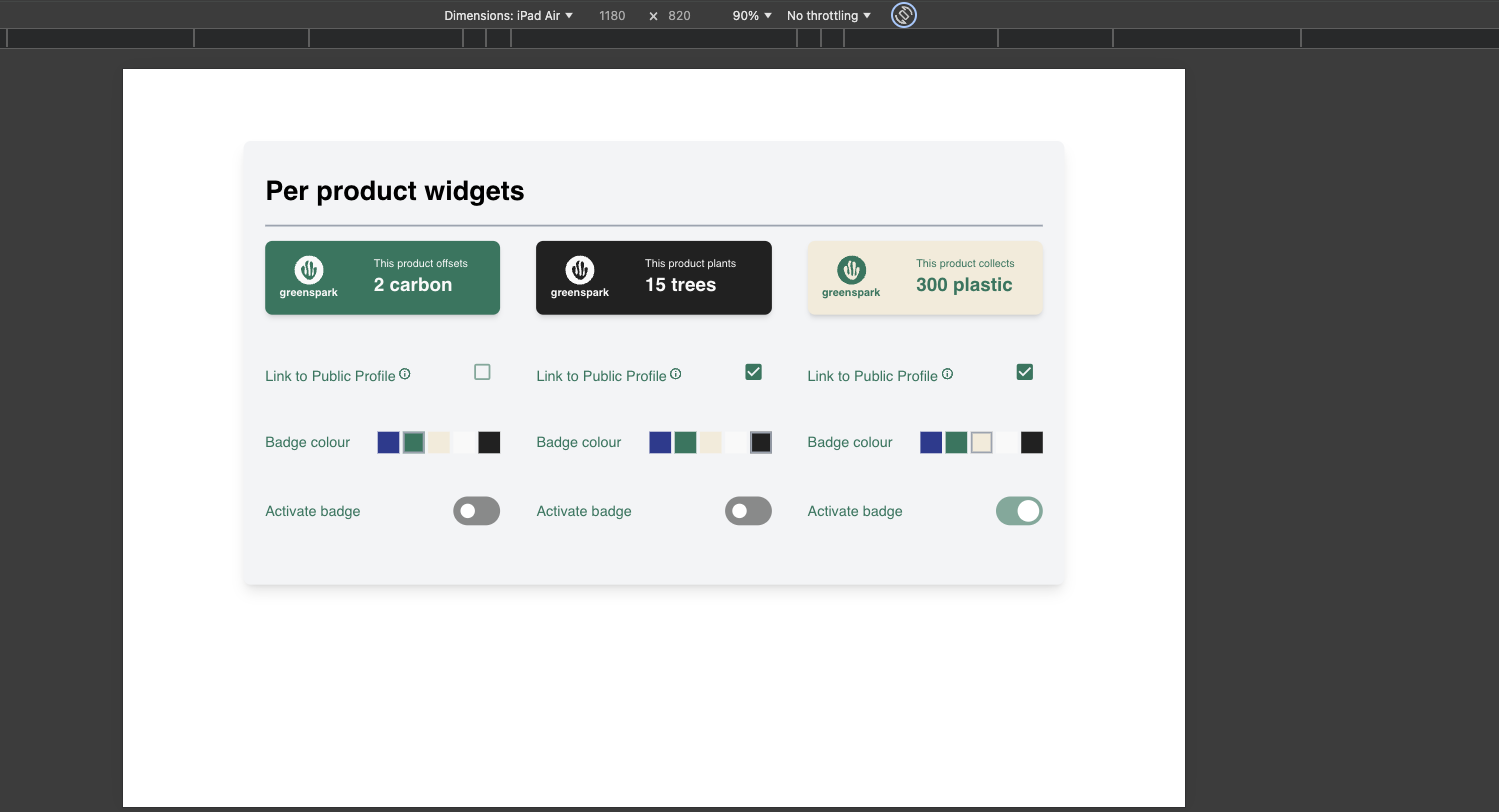 Dimensions: iPad Air 1180 × 820 90% No throttling
Per product widgets
greenspark
This product offsets
2 carbon
greenspark
This product plants
15 trees
greenspark
This product collects
300 plastic
Link to Public Profile
Link to Public Profile
Link to Public Profile
Badge colour
Badge colour
Badge colour
Activate badge
Activate badge
Activate badge